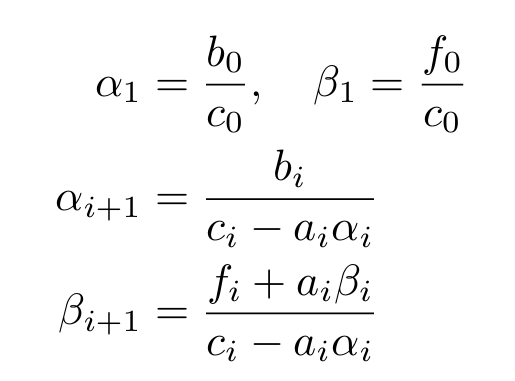 α₁ = b₀/c₀, β₁ = f₀/c₀
αᵢ₊₁ = bᵢ/(cᵢ − aᵢαᵢ)
βᵢ₊₁ = (fᵢ + aᵢβᵢ)/(cᵢ − aᵢαᵢ)